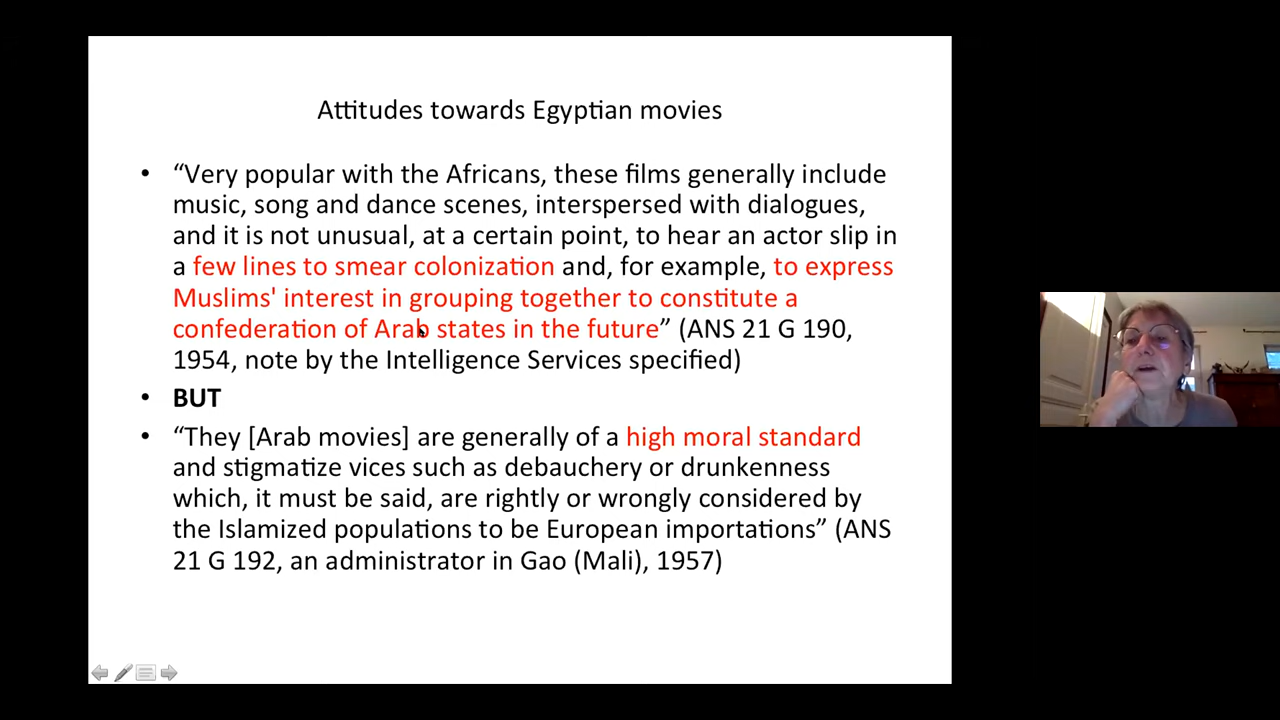 Attitudes towards Egyptian movies
• “Very popular with the Africans, these films generally include
music, song and dance scenes, interspersed with dialogues,
and it is not unusual, at a certain point, to hear an actor slip in
a few lines to smear colonization and, for example, to express
Muslims' interest in grouping together to constitute a
confederation of Arab states in the future” (ANS 21 G 190,
1954, note by the Intelligence Services specified)
• BUT
• “They [Arab movies] are generally of a high moral standard
and stigmatize vices such as debauchery or drunkenness
which, it must be said, are rightly or wrongly considered by
the Islamized populations to be European importations” (ANS
21 G 192, an administrator in Gao (Mali), 1957)